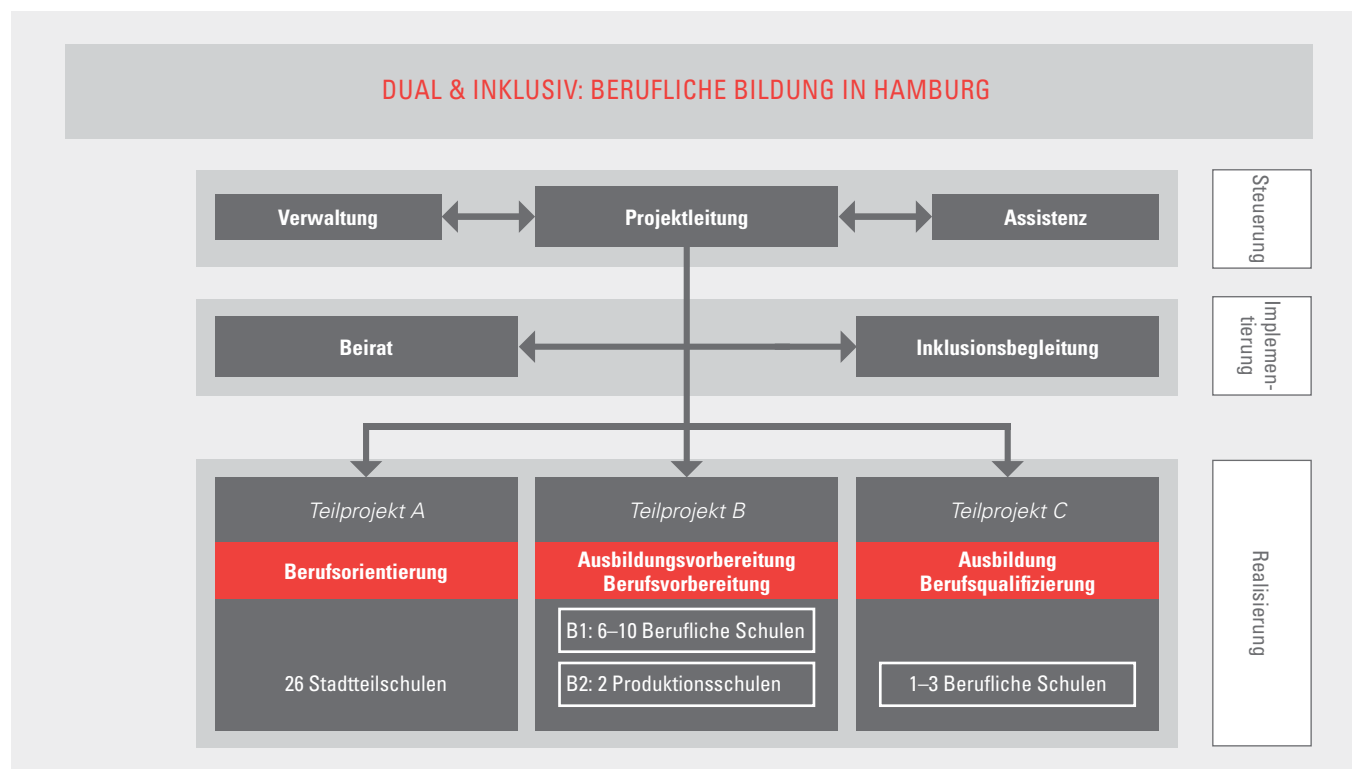 DUAL & INKLUSIV: BERUFLICHE BILDUNG IN HAMBURG
Verwaltung
Projektleitung
Assistenz
Steuerung
Beirat
Inklusionsbegleitung
Implemen-
tierung
Teilprojekt A
Berufsorientierung
26 Stadtteilschulen
Teilprojekt B
Ausbildungsvorbereitung
Berufsvorbereitung
B1: 6–10 Berufliche Schulen
B2: 2 Produktionsschulen
Teilprojekt C
Ausbildung
Berufsqualifizierung
1–3 Berufliche Schulen
Realisierung